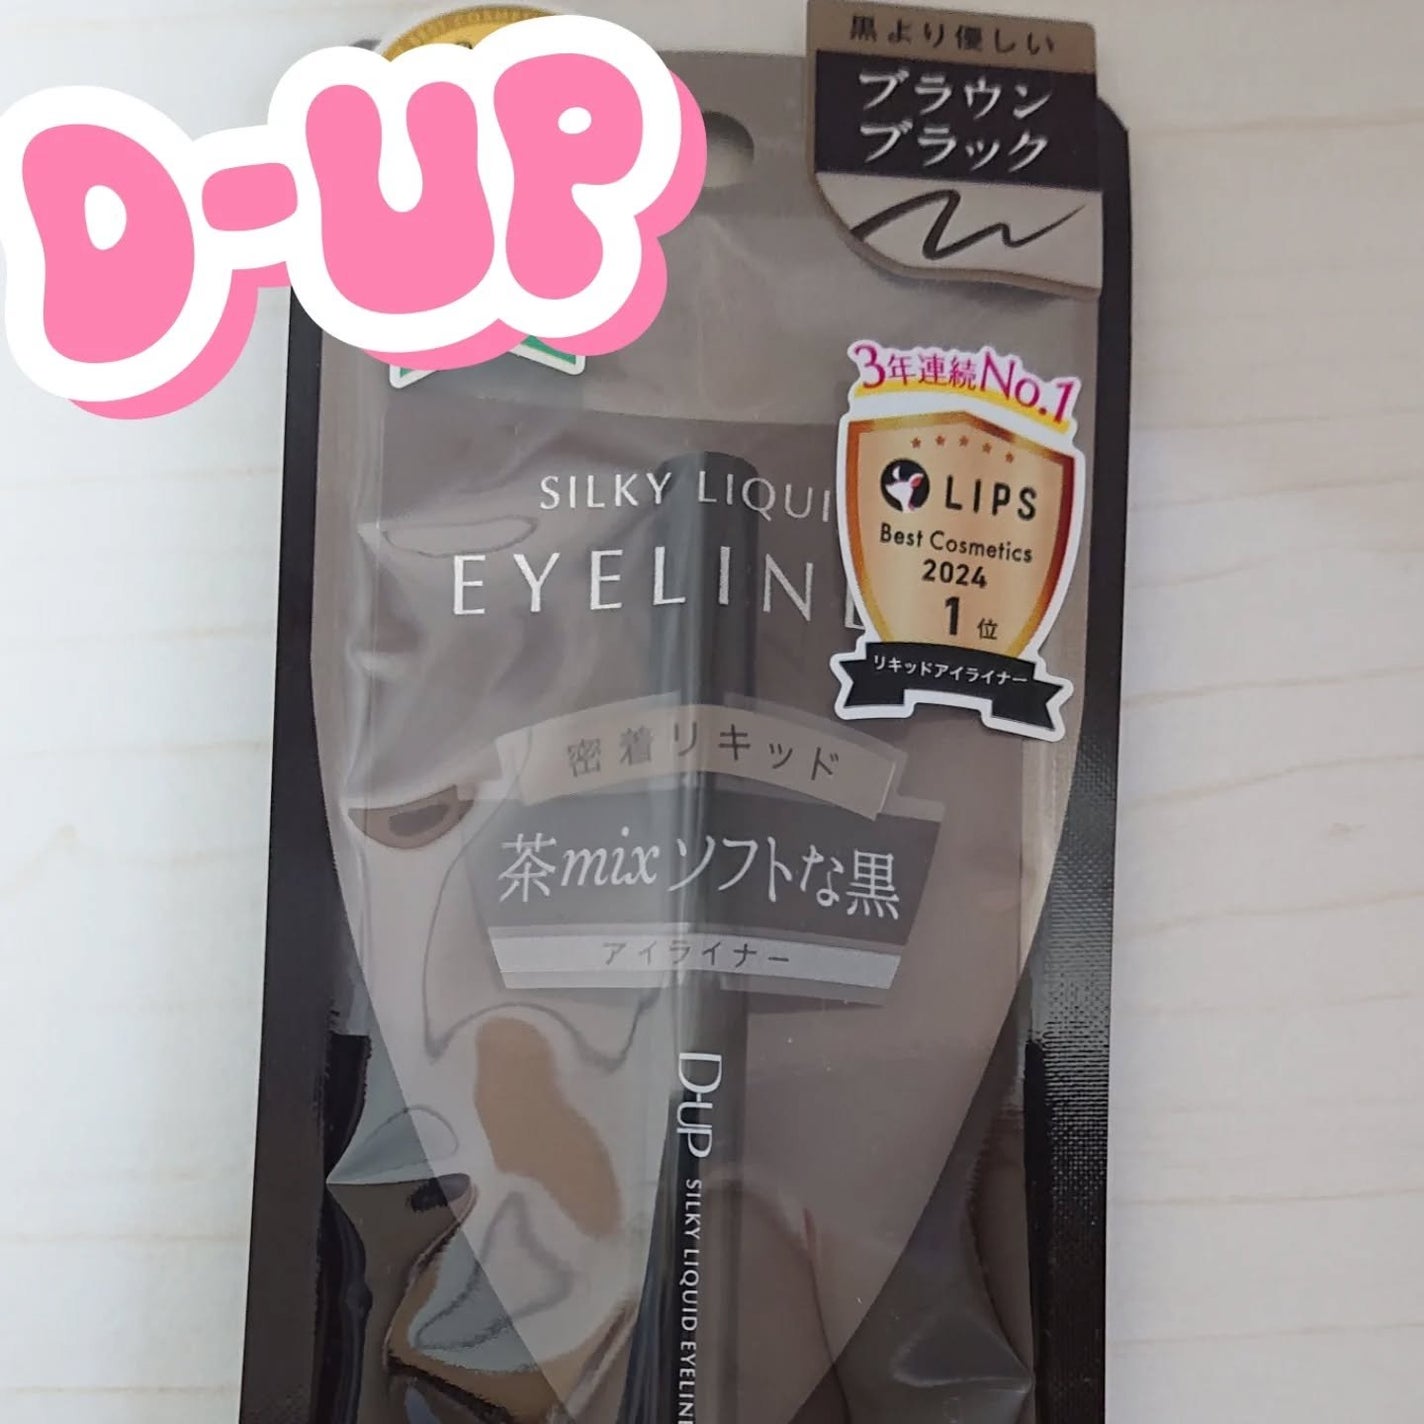 D-UP
黒より優しい
ブラウン
ブラック
3年連続No.1
LIPS
Best Cosmetics
2024
1位
リキッドアイライナー
SILKY LIQUI
EYELIN
密着リキッド
茶mixソフトな黒
アイライナー
D-UP SILKY LIQUID EYELINE